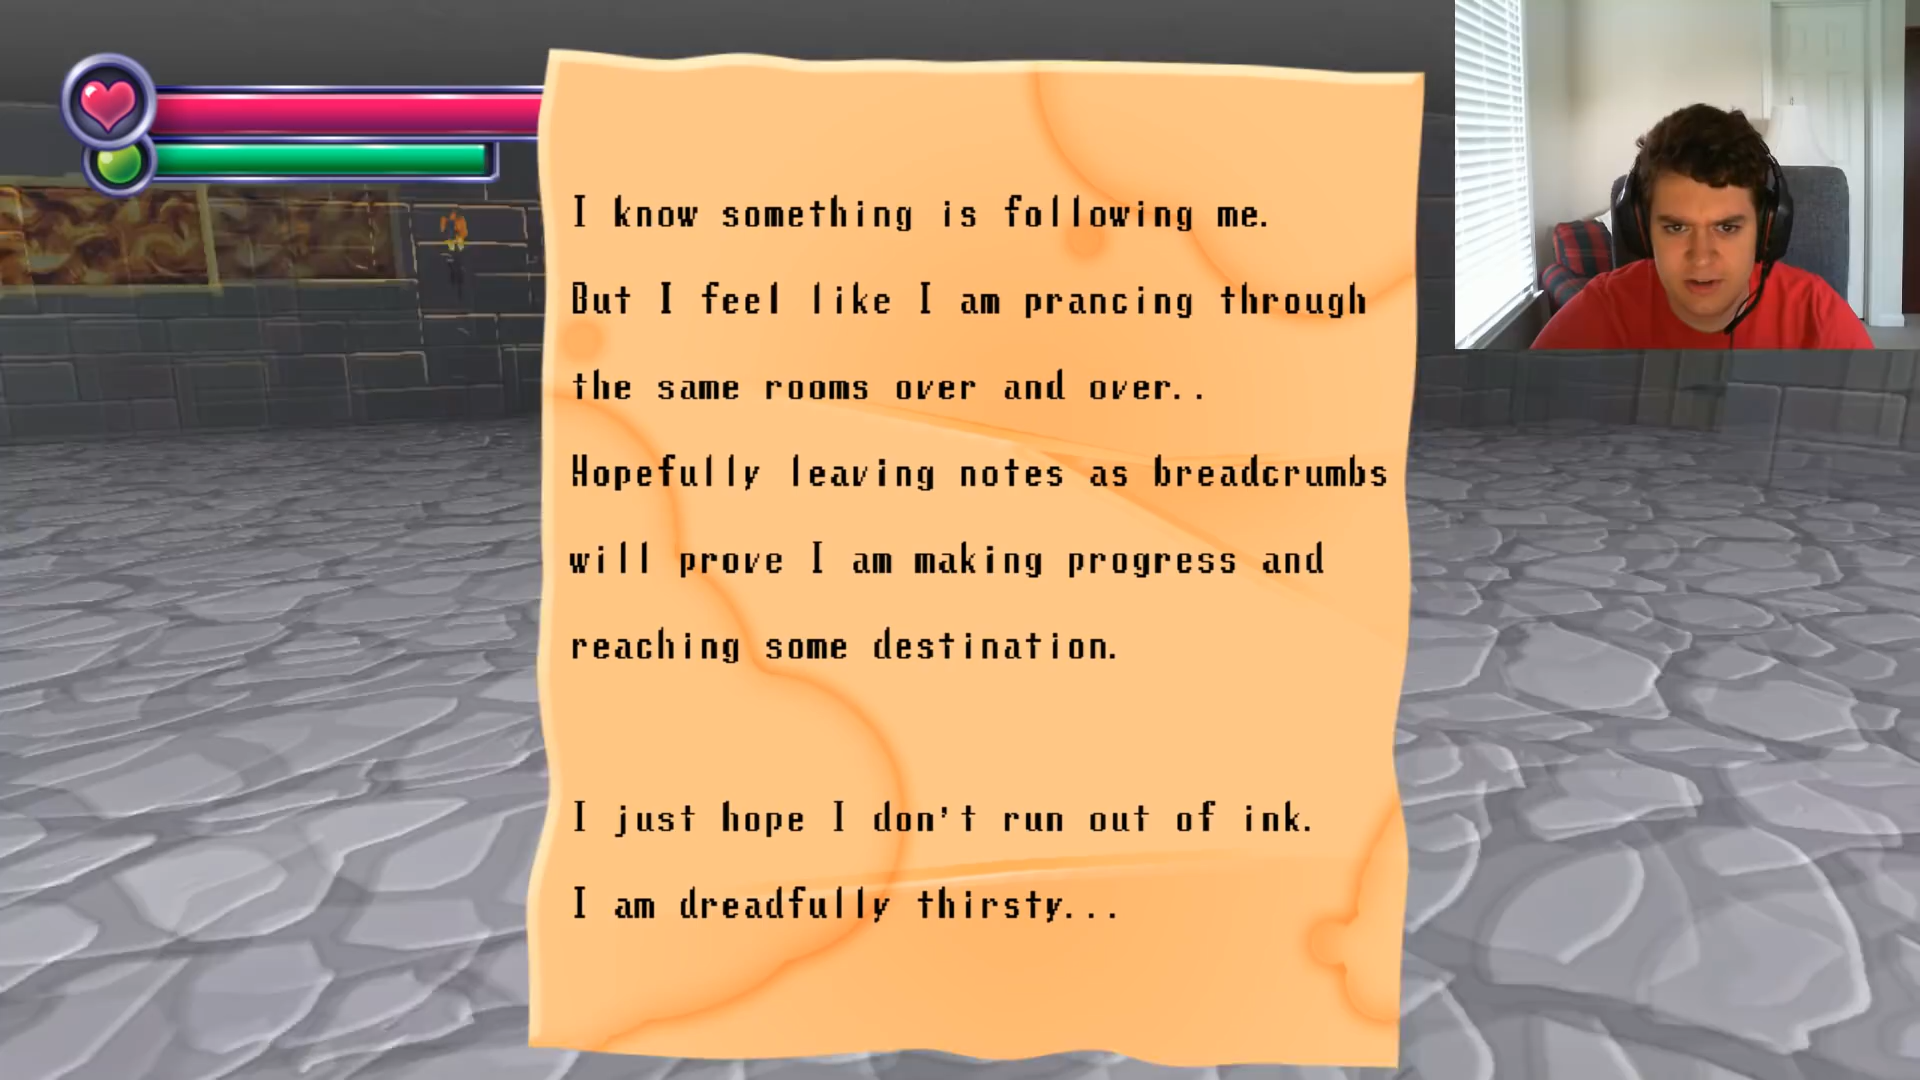 I know something is following me.
But I feel like I am prancing through
the same rooms over and over..
Hopefully leaving notes as breadcrumbs
will prove I am making progress and
reaching some destination.
I just hope I don't run out of ink.
I am dreadfully thirsty...